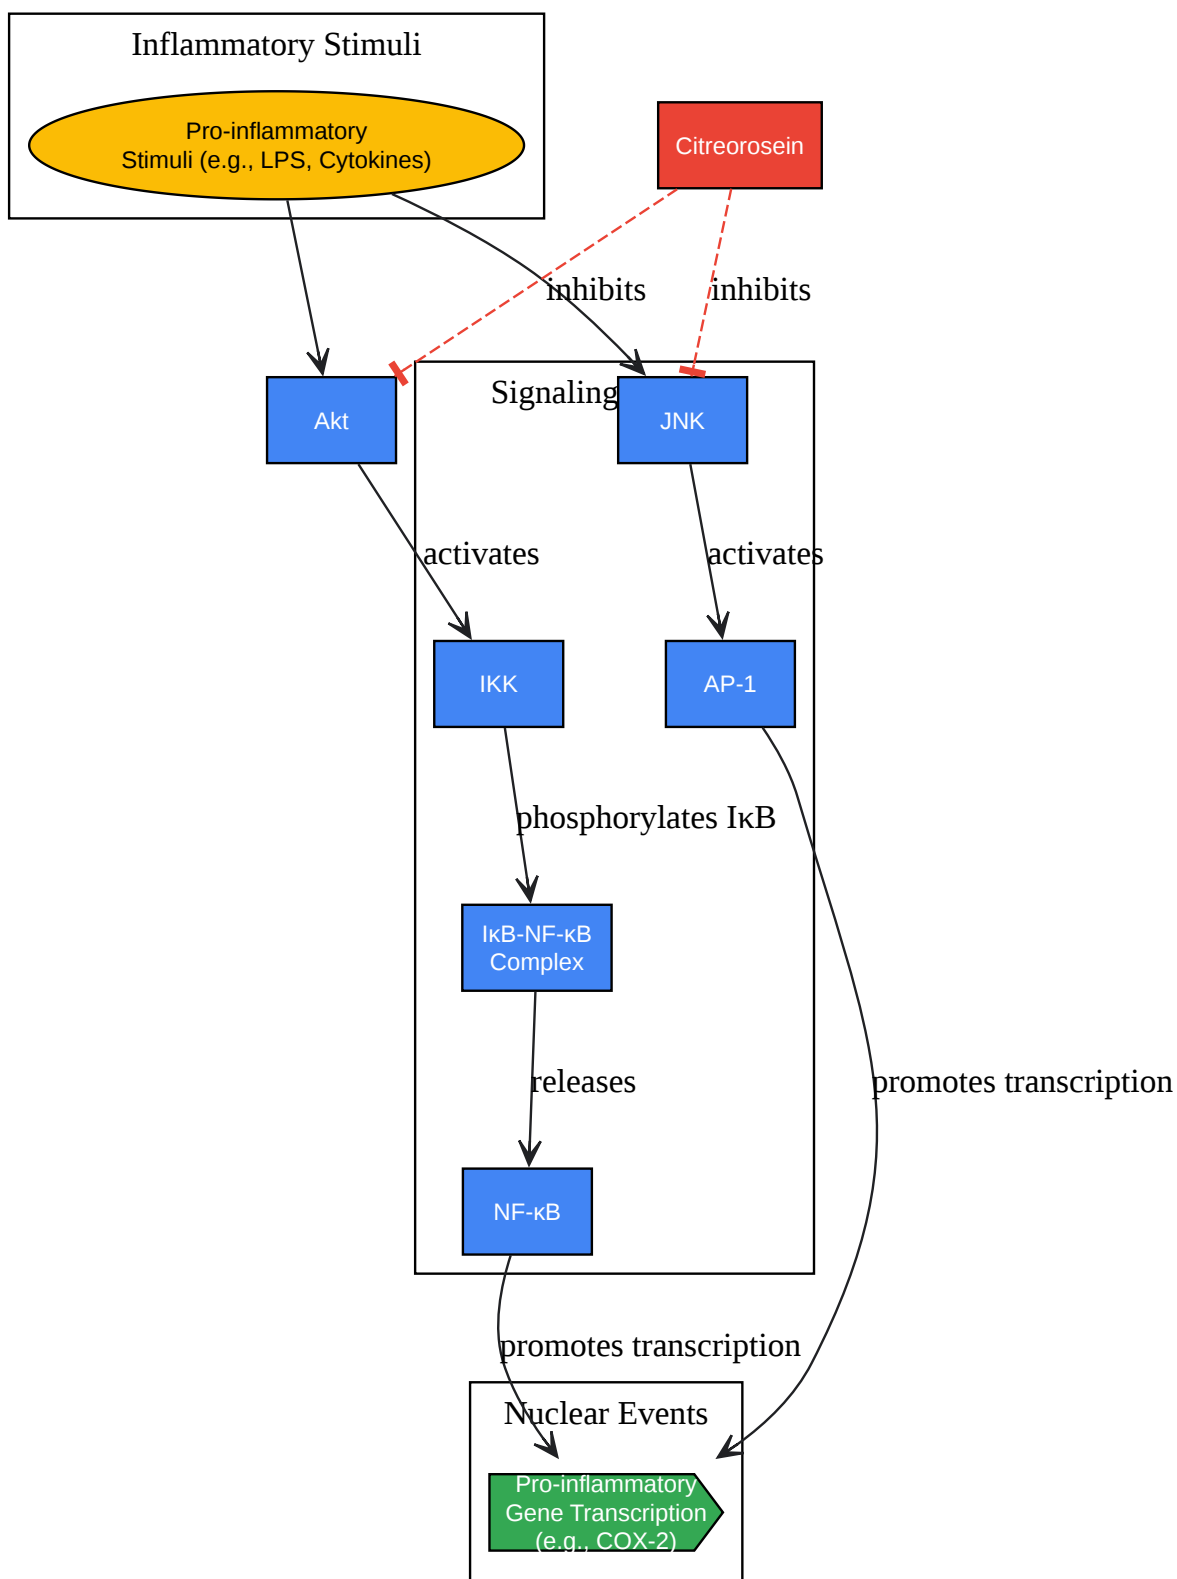 Inflammatory Stimuli
Pro-inflammatory
Stimuli (e.g., LPS, Cytokines)
Citreorosein
inhibits
inhibits
Signaling
Akt
JNK
activates
activates
IKK
AP-1
phosphorylates IκB
IκB-NF-κB
Complex
releases
promotes transcription
NF-κB
promotes transcription
Nuclear Events
Pro-inflammatory
Gene Transcription
(e.g., COX-2)